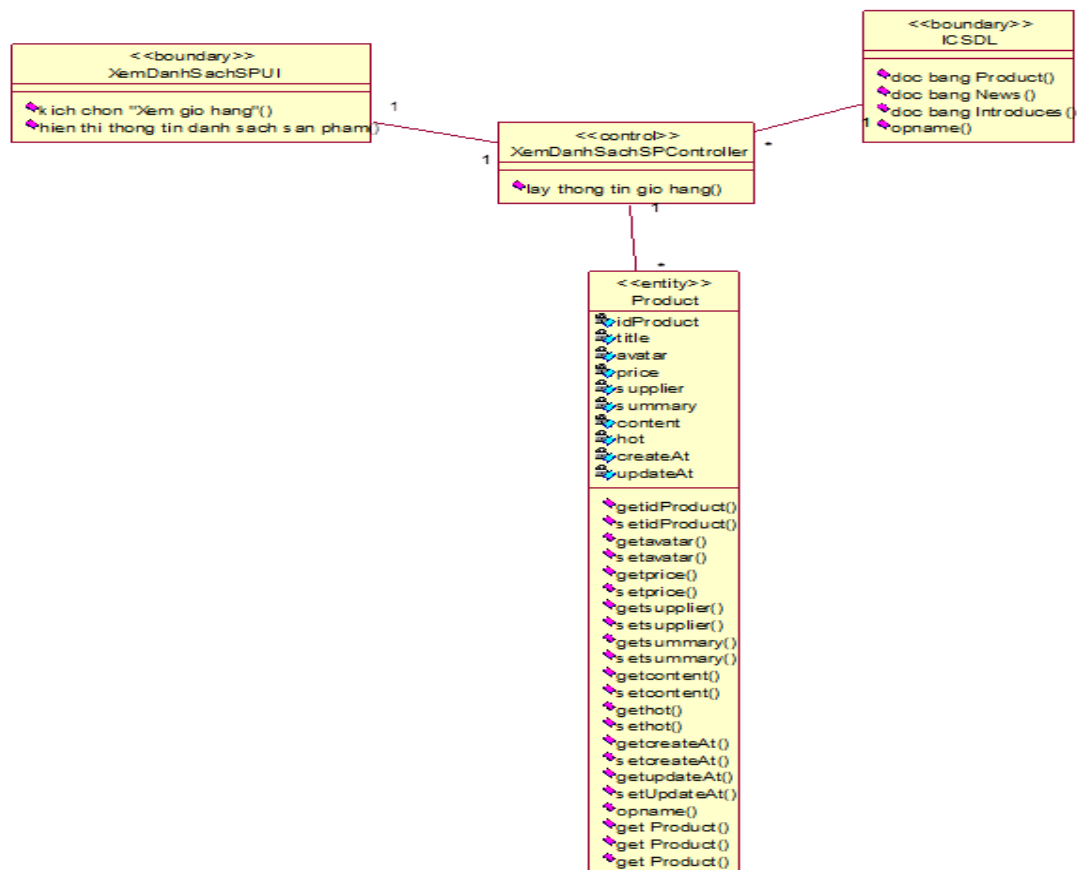 <<boundary>>
XemDanhSachSPUI
kich chon "Xem gio hang"()
hien thi thong tin danh sach san pham()
1
1
<<control>>
XemDanhSachSPController
lay thong tin gio hang()
*
1
<<boundary>>
ICSDL
doc bang Product()
doc bang News()
doc bang Introduces()
opname()
1
*
<<entity>>
Product
idProduct
title
avatar
price
supplier
summary
content
hot
createAt
updateAt
getidProduct()
setidProduct()
getavatar()
setavatar()
getprice()
setprice()
getsupplier()
setsupplier()
getsummary()
setsummary()
getcontent()
setcontent()
gethot()
sethot()
getcreateAt()
setcreateAt()
getupdateAt()
setUpdateAt()
opname()
get Product()
get Product()
get Product()